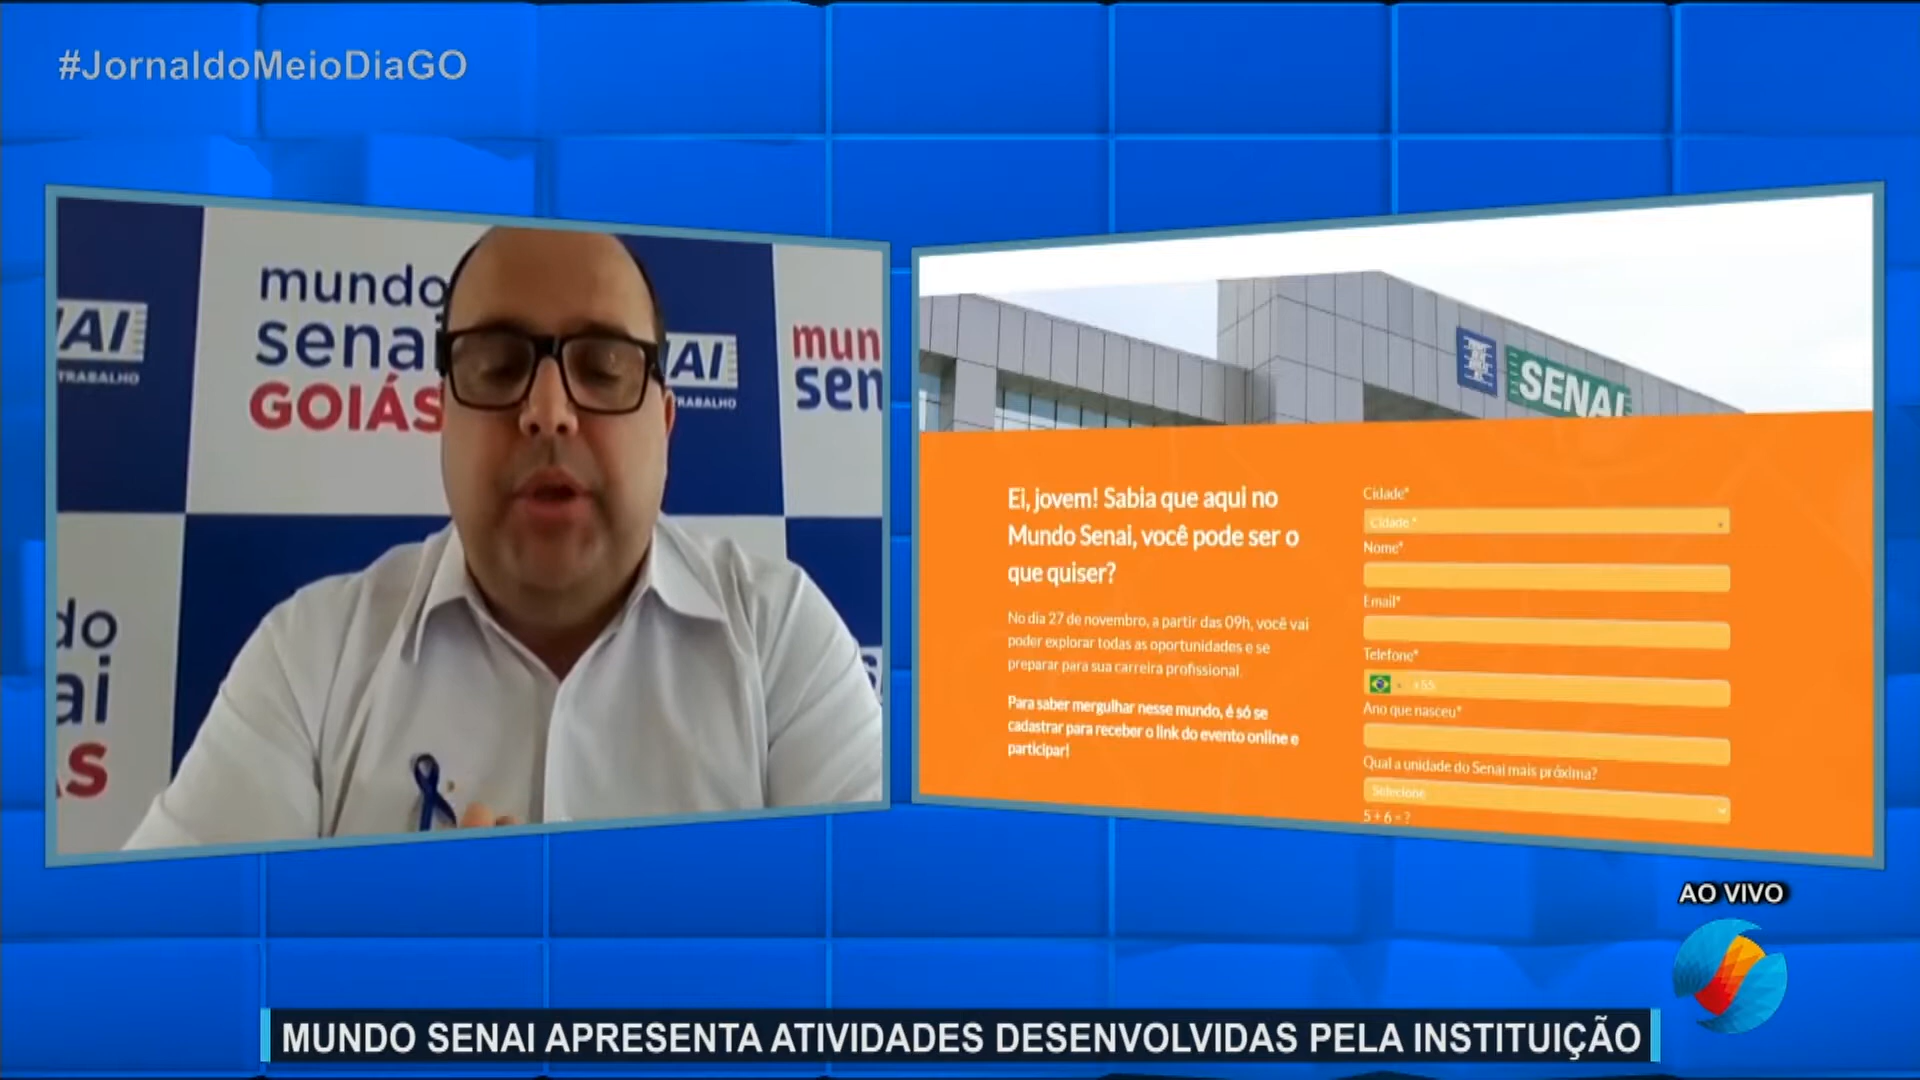 #JornaldoMeioDiaGO
mundo
senai
GOIÁS
TRABALHO
AI
TRABALHO
mun
sen
do
ai
ÁS
SENAI
Ei, jovem! Sabia que aqui no
Mundo Senai, você pode ser o
que quiser?
No dia 27 de novembro, a partir das 09h, você vai
poder explorar todas as oportunidades e se
preparar para sua carreira profissional.
Para saber mergulhar nesse mundo, é só se
cadastrar para receber o link do evento online e
participar!
Cidade*
Cidade *
Nome*
Email*
Telefone*
+55
Ano que nasceu*
Qual a unidade do Senai mais próxima?
Selecione
5 + 6 = ?
AO VIVO
MUNDO SENAI APRESENTA ATIVIDADES DESENVOLVIDAS PELA INSTITUIÇÃO